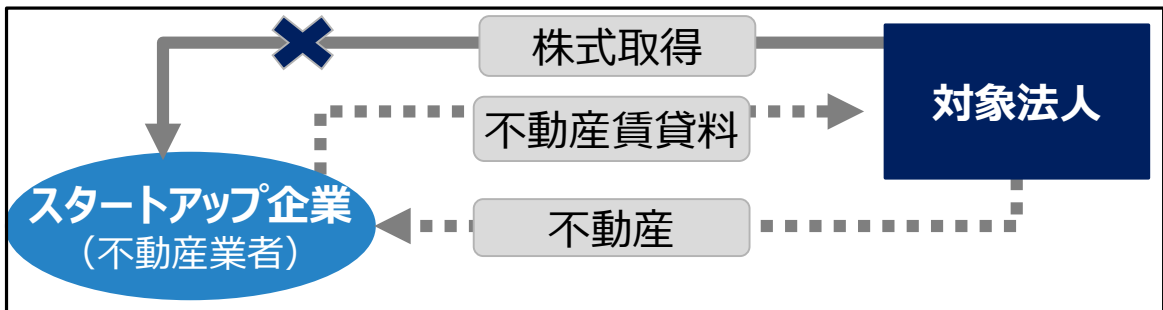 株式取得
対象法人
不動産賃貸料
スタートアップ企業
（不動産業者）
不動産